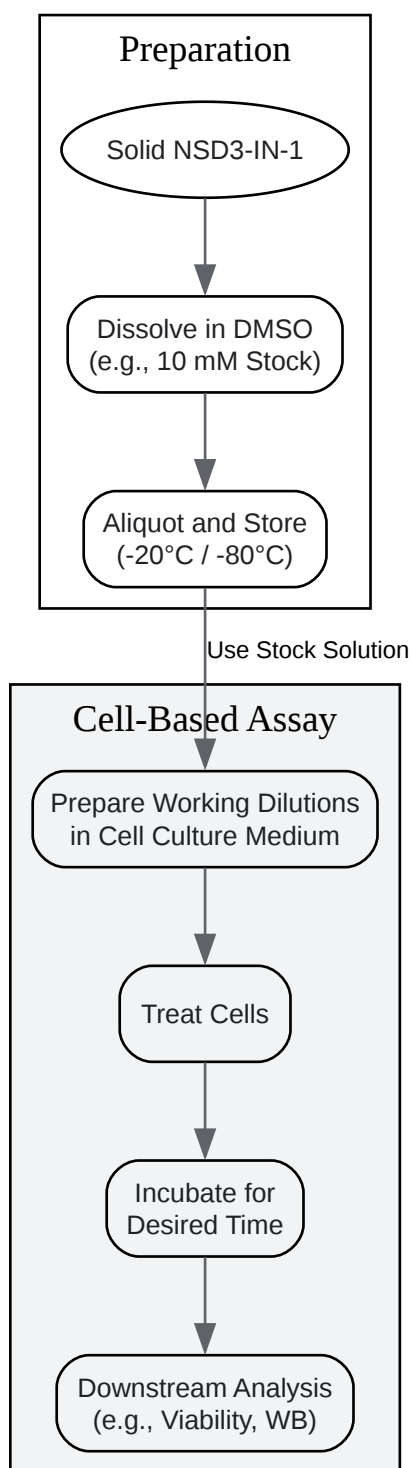 Preparation
Solid NSD3-IN-1
Dissolve in DMSO
(e.g., 10 mM Stock)
Aliquot and Store
(-20°C / -80°C)
Use Stock Solution
Cell-Based Assay
Prepare Working Dilutions
in Cell Culture Medium
Treat Cells
Incubate for
Desired Time
Downstream Analysis
(e.g., Viability, WB)